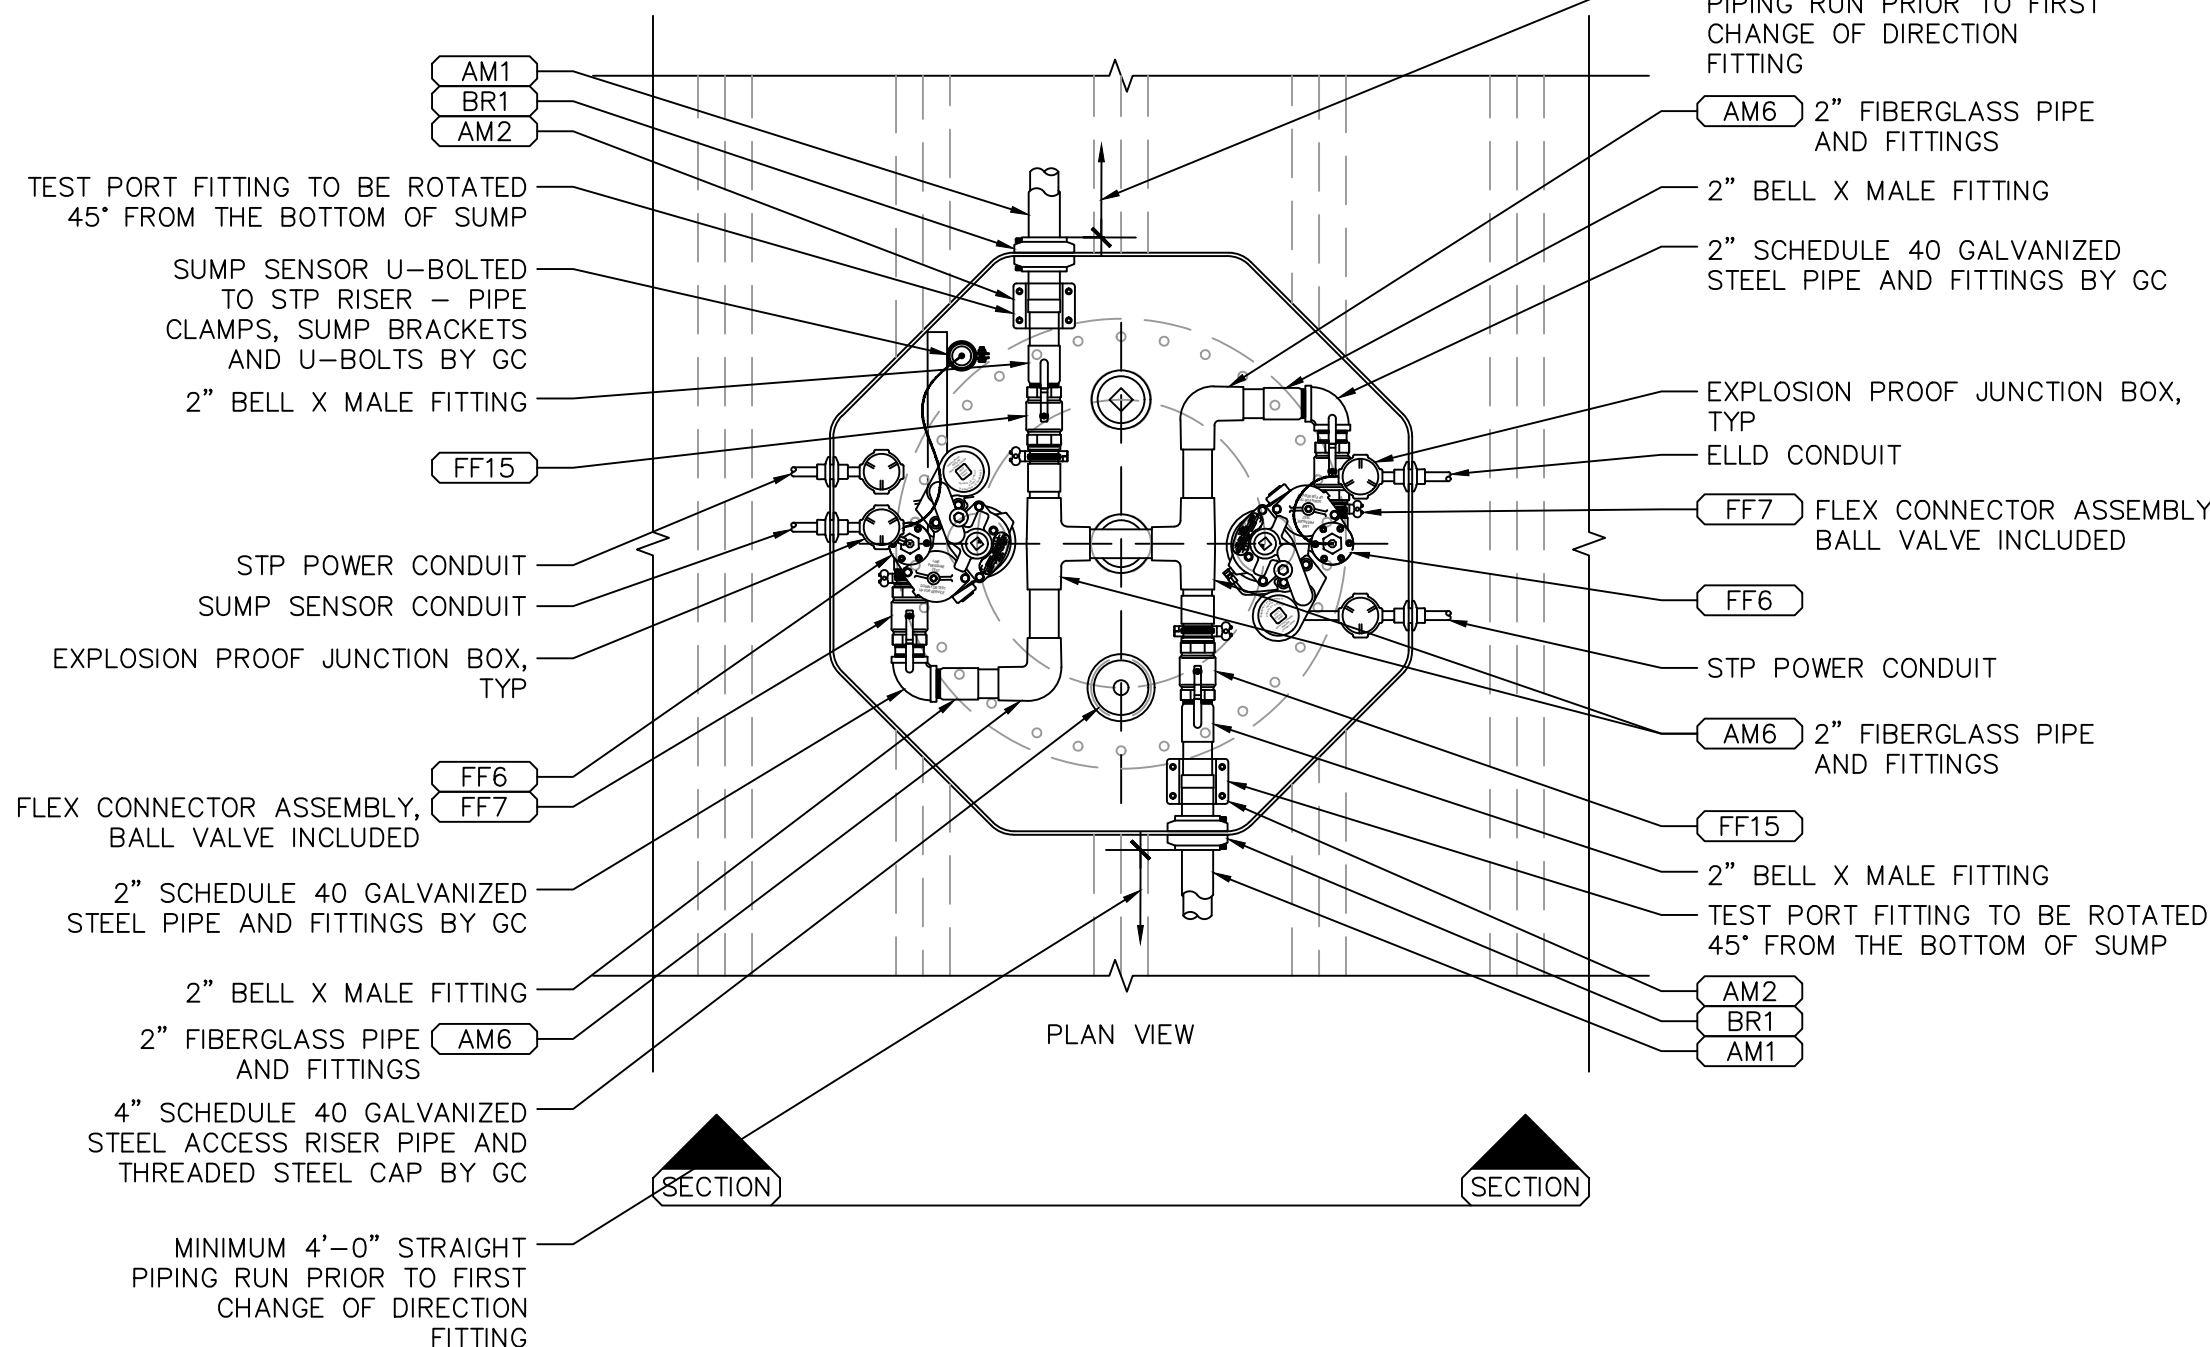 AM1
BR1
AM2
TEST PORT FITTING TO BE ROTATED
45° FROM THE BOTTOM OF SUMP
SUMP SENSOR U-BOLTED
TO STP RISER - PIPE
CLAMPS, SUMP BRACKETS
AND U-BOLTS BY GC
2" BELL X MALE FITTING
FF15
STP POWER CONDUIT
SUMP SENSOR CONDUIT
EXPLOSION PROOF JUNCTION BOX,
TYP
FF6
FLEX CONNECTOR ASSEMBLY, FF7
BALL VALVE INCLUDED
2" SCHEDULE 40 GALVANIZED
STEEL PIPE AND FITTINGS BY GC
2" BELL X MALE FITTING
2" FIBERGLASS PIPE AM6
AND FITTINGS
4" SCHEDULE 40 GALVANIZED
STEEL ACCESS RISER PIPE AND
THREADED STEEL CAP BY GC
MINIMUM 4'-0" STRAIGHT
PIPING RUN PRIOR TO FIRST
CHANGE OF DIRECTION
FITTING
PLAN VIEW
SECTION
SECTION
PIPING RUN PRIOR TO FIRST
CHANGE OF DIRECTION
FITTING
AM6 2" FIBERGLASS PIPE
AND FITTINGS
2" BELL X MALE FITTING
2" SCHEDULE 40 GALVANIZED
STEEL PIPE AND FITTINGS BY GC
EXPLOSION PROOF JUNCTION BOX,
TYP
ELLD CONDUIT
FF7 FLEX CONNECTOR ASSEMBLY
BALL VALVE INCLUDED
FF6
STP POWER CONDUIT
AM6 2" FIBERGLASS PIPE
AND FITTINGS
FF15
2" BELL X MALE FITTING
TEST PORT FITTING TO BE ROTATED
45° FROM THE BOTTOM OF SUMP
AM2
BR1
AM1